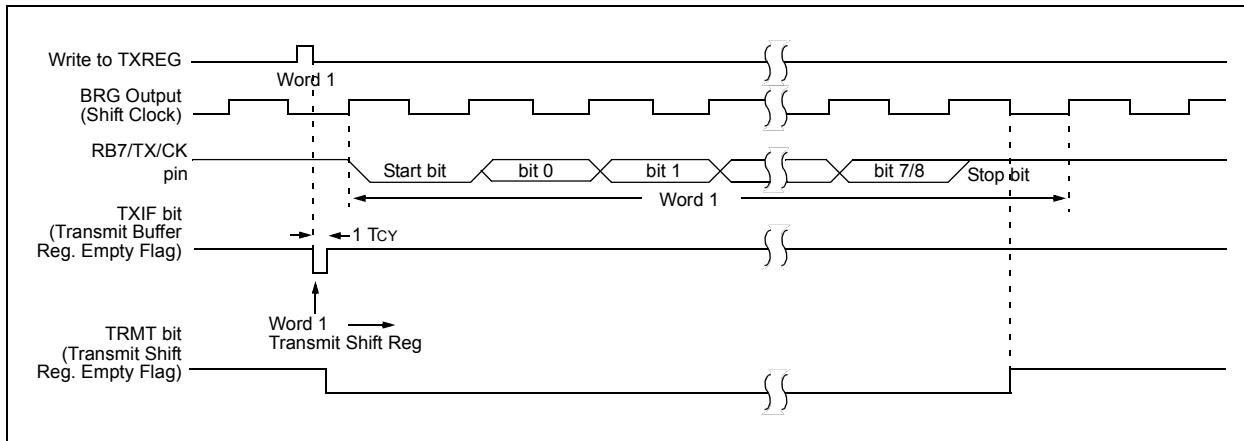 Write to TXREG
Word 1
BRG Output
(Shift Clock)
RB7/TX/CK
pin
Start bit
bit 0
bit 1
bit 7/8
Stop bit
Word 1
TXIF bit
(Transmit Buffer
Reg. Empty Flag)
1 TCY
Word 1
Transmit Shift Reg
TRMT bit
(Transmit Shift
Reg. Empty Flag)